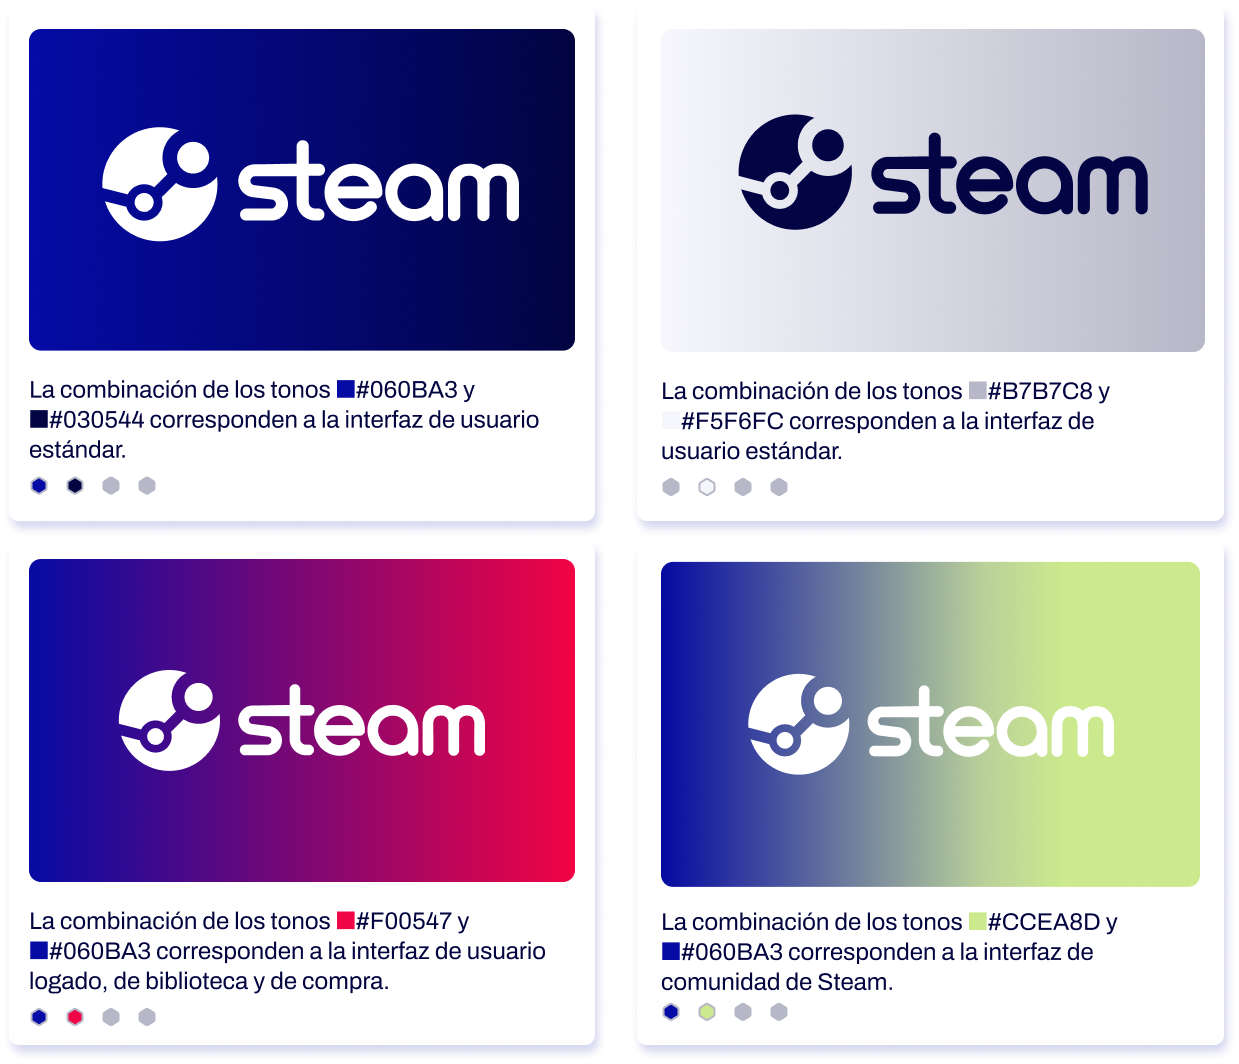 steam
La combinación de los tonos #060BA3 y
#030544 corresponden a la interfaz de usuario
estándar.
steam
La combinación de los tonos #B7B7C8 y
#F5F6FC corresponden a la interfaz de
usuario estándar.
steam
La combinación de los tonos #F00547 y
#060BA3 corresponden a la interfaz de usuario
logado, de biblioteca y de compra.
steam
La combinación de los tonos #CCEA8D y
#060BA3 corresponden a la interfaz de
comunidad de Steam.